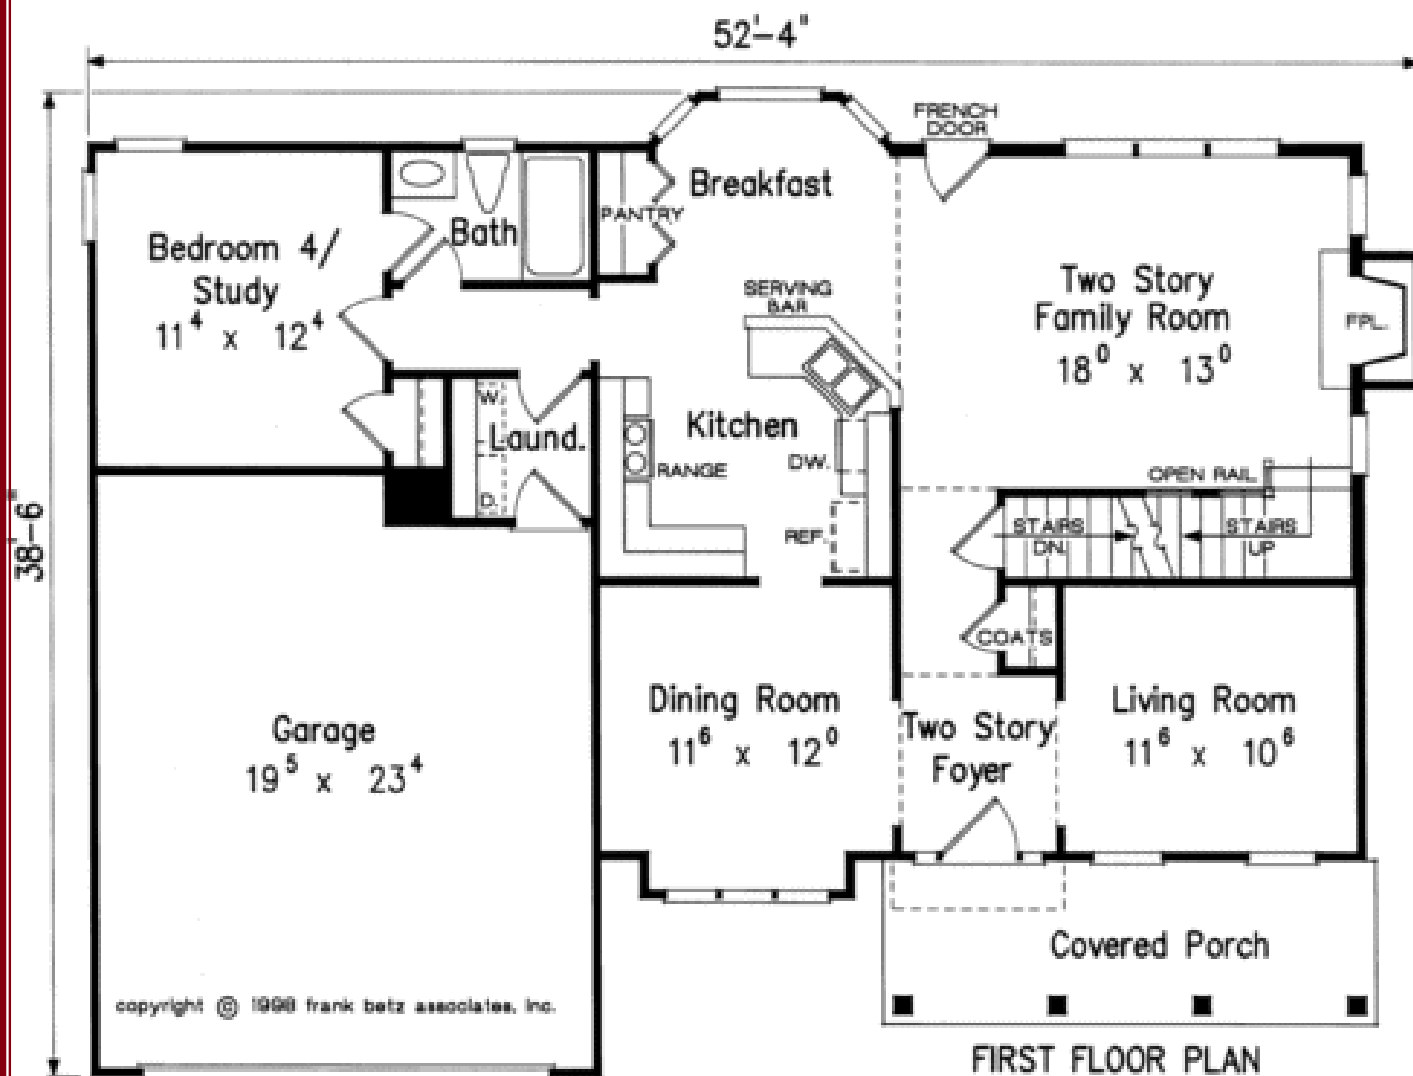 52'-4"
FRENCH
DOOR
Breakfast
PANTRY
Bath
Bedroom 4/
Study
11⁴ x 12⁴
SERVING
BAR
Two Story
Family Room
18⁰ x 13⁰
FPL.
W.
Laund.
D.
Kitchen
RANGE
DW.
REF.
OPEN RAIL
STAIRS
DN.
STAIRS
UP
38'-6"
COATS
Garage
19⁵ x 23⁴
Dining Room
11⁶ x 12⁰
Two Story
Foyer
Living Room
11⁶ x 10⁶
Covered Porch
copyright © 1998 frank betz associates, inc.
FIRST FLOOR PLAN